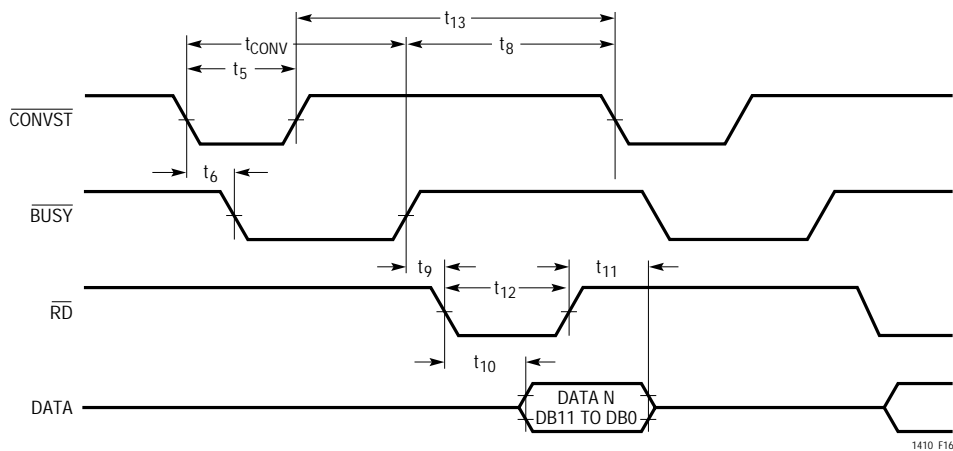 t13
tCONV
t8
t5
CONVST
t6
BUSY
t9
t11
t12
RD
t10
DATA
DATA N
DB11 TO DB0
1410 F16